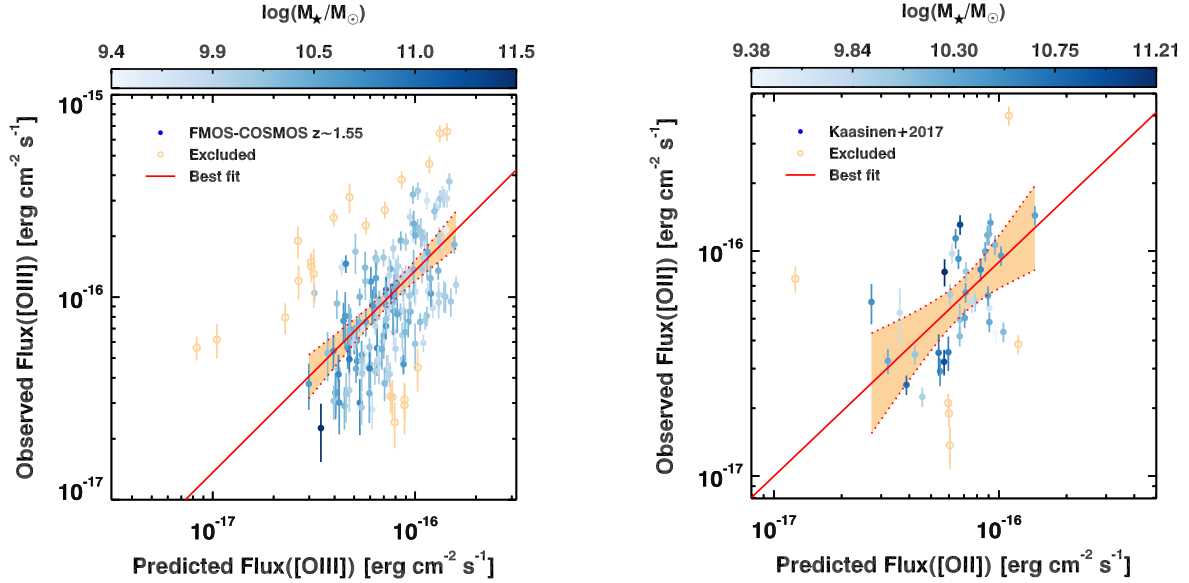 log(M★/M☉)
9.4 9.9 10.5 11.0 11.5
10⁻¹⁵
FMOS-COSMOS z~1.55
Excluded
Best fit
10⁻¹⁶
10⁻¹⁷
Observed Flux([OIII]) [erg cm⁻² s⁻¹]
10⁻¹⁷ 10⁻¹⁶
Predicted Flux([OIII]) [erg cm⁻² s⁻¹]
log(M★/M☉)
9.38 9.84 10.30 10.75 11.21
Kaasinen+2017
Excluded
Best fit
10⁻¹⁶
10⁻¹⁷
Observed Flux([OII]) [erg cm⁻² s⁻¹]
10⁻¹⁷ 10⁻¹⁶
Predicted Flux([OII]) [erg cm⁻² s⁻¹]